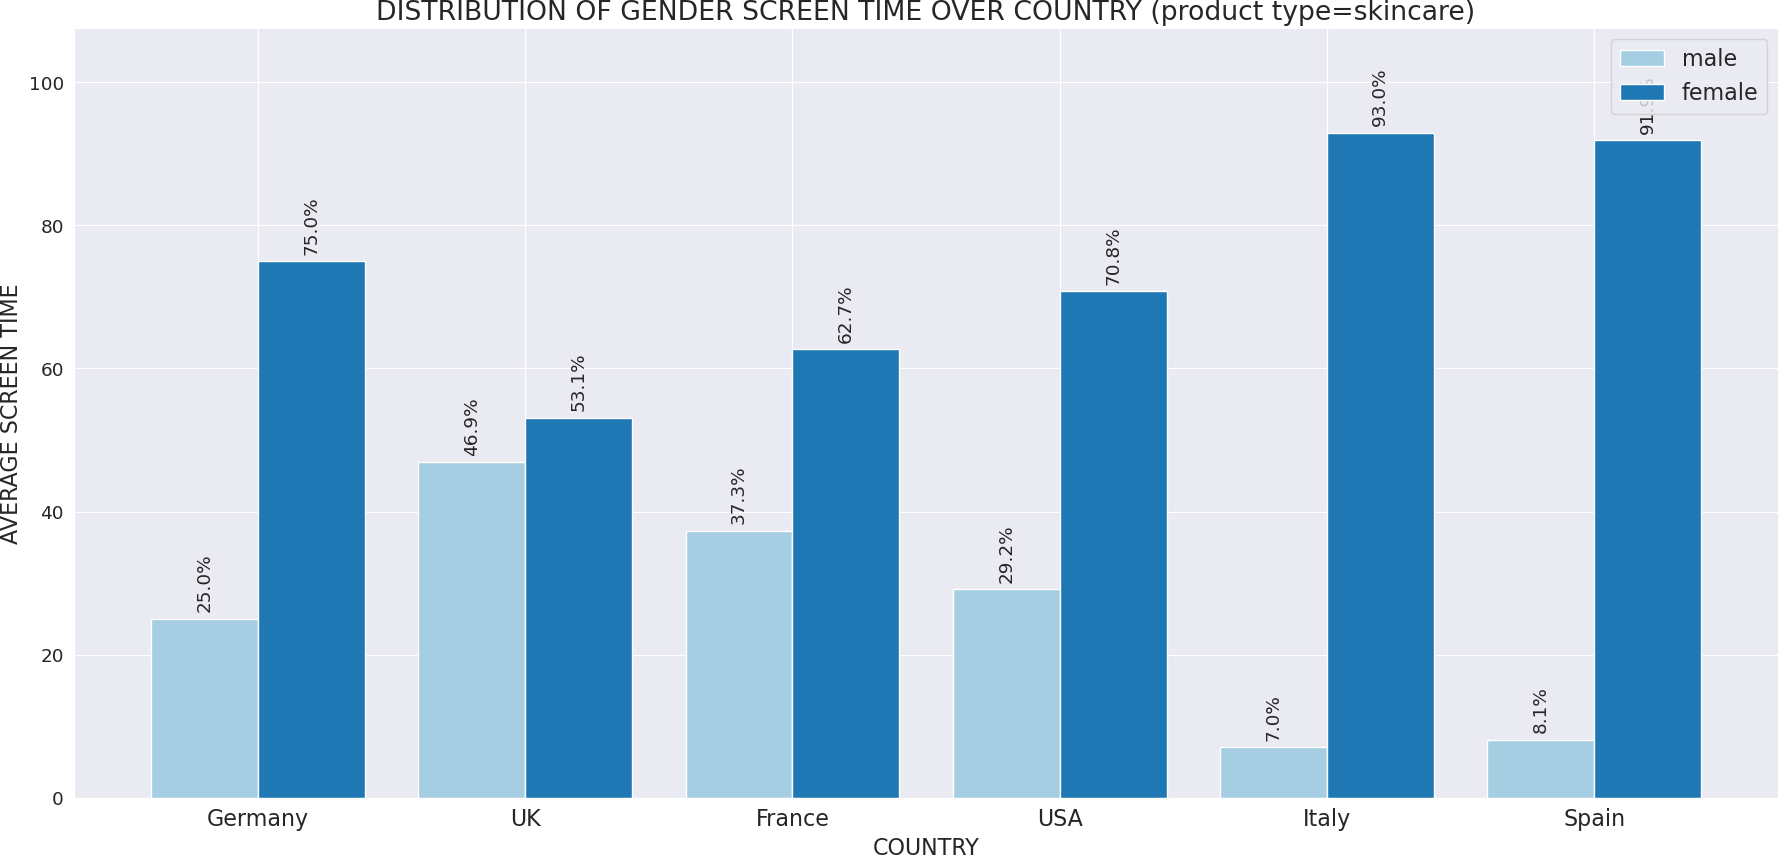 DISTRIBUTION OF GENDER SCREEN TIME OVER COUNTRY (product type=skincare)
male
female
AVERAGE SCREEN TIME
100
80
60
40
20
0
25.0%
75.0%
46.9%
53.1%
37.3%
62.7%
29.2%
70.8%
7.0%
93.0%
8.1%
91.9%
Germany
UK
France
USA
Italy
Spain
COUNTRY